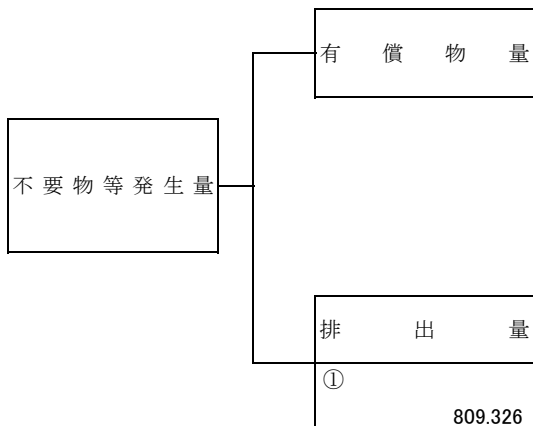 有償物量
不要物等発生量
排出量
①
809.326